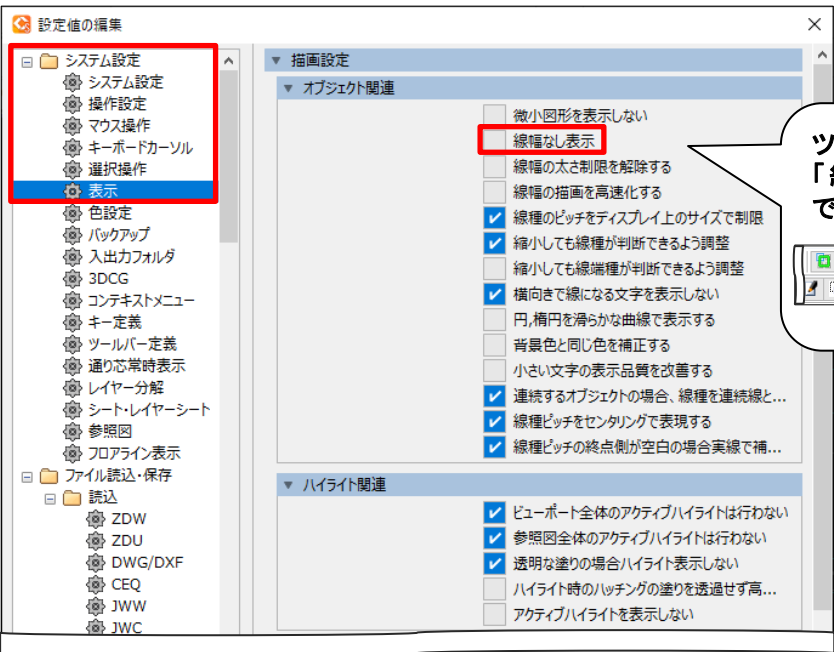 設定値の編集
システム設定
システム設定
操作設定
マウス操作
キーボードカーソル
選択操作
表示
色設定
バックアップ
入出力フォルダ
3DCG
コンテキストメニュー
キー定義
ツールバー定義
通り芯常時表示
レイヤー分解
シート・レイヤーシート
参照図
フロアライン表示
ファイル読込・保存
読込
ZDW
ZDU
DWG/DXF
CEQ
JWW
JWC
描画設定
オブジェクト関連
微小図形を表示しない
線幅なし表示
線幅の太さ制限を解除する
線幅の描画を高速化する
線種のピッチをディスプレイ上のサイズで制限
縮小しても線種が判断できるよう調整
縮小しても線端種が判断できるよう調整
横向きで線になる文字を表示しない
円,楕円を滑らかな曲線で表示する
背景色と同じ色を補正する
小さい文字の表示品質を改善する
連続するオブジェクトの場合、線種を連続線と...
線種ピッチをセンタリングで表現する
線種ピッチの終点側が空白の場合実線で補...
ハイライト関連
ビューポート全体のアクティブハイライトは行わない
参照図全体のアクティブハイライトは行わない
透明な塗りの場合ハイライト表示しない
ハイライト時のハッチングの塗りを透過せず高...
アクティブハイライトを表示しない
ツ
「
で